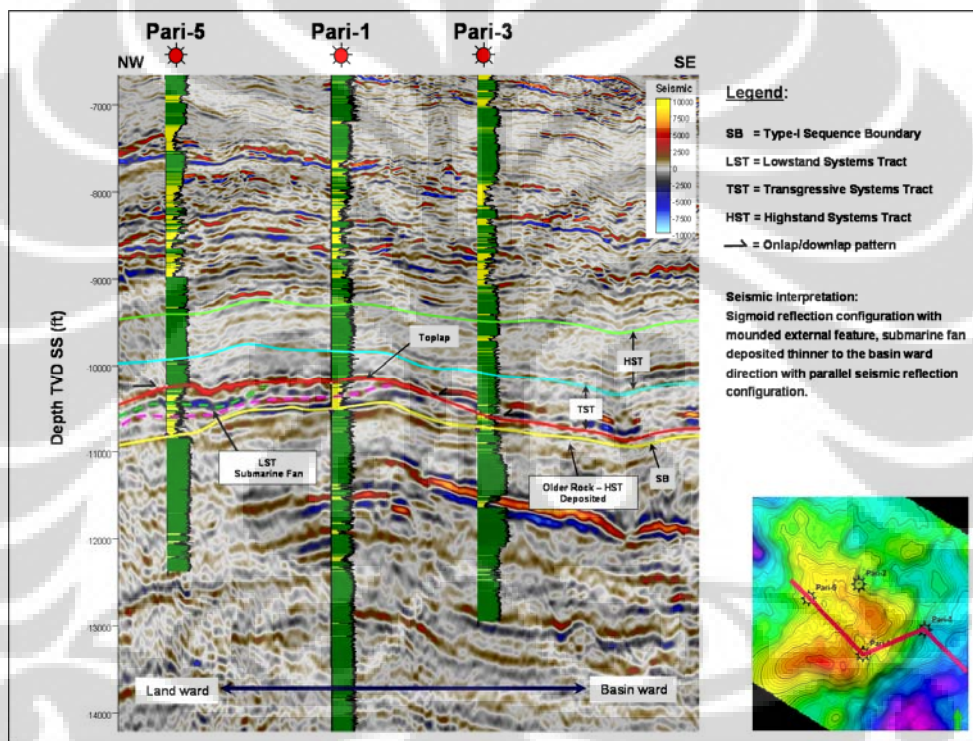 Pari-5
Pari-1
Pari-3
NW
SE
Seismic
10000
7500
5000
2500
0
-2500
-5000
-7500
-10000
Depth TVD SS (ft)
-7000
-8000
-9000
-10000
-11000
-12000
-13000
-14000
Toplap
HST
TST
LST
Submarine Fan
Older Rock – HST
Deposited
SB
Land ward
Basin ward
Legend:
SB = Type-I Sequence Boundary
LST = Lowstand Systems Tract
TST = Transgressive Systems Tract
HST = Highstand Systems Tract
= Onlap/downlap pattern
Seismic Interpretation:
Sigmoid reflection configuration with
mounded external feature, submarine fan
deposited thinner to the basin ward
direction with parallel seismic reflection
configuration.
Pari-2